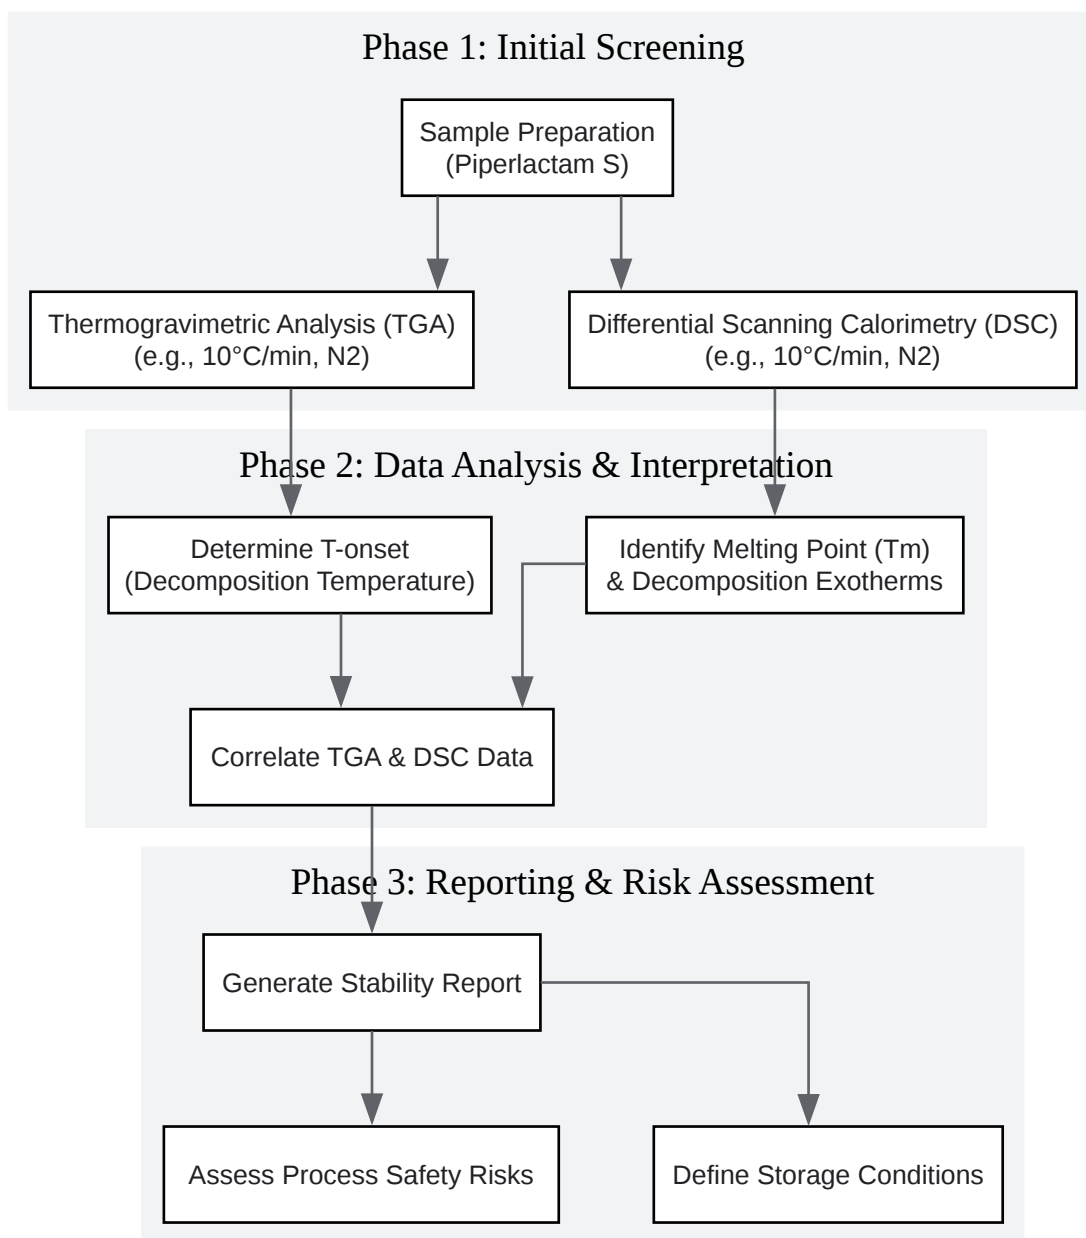 Phase 1: Initial Screening
Sample Preparation
(Piperlactam S)
Thermogravimetric Analysis (TGA)
(e.g., 10°C/min, N2)
Differential Scanning Calorimetry (DSC)
(e.g., 10°C/min, N2)
Phase 2: Data Analysis & Interpretation
Determine T-onset
(Decomposition Temperature)
Identify Melting Point (Tm)
& Decomposition Exotherms
Correlate TGA & DSC Data
Phase 3: Reporting & Risk Assessment
Generate Stability Report
Assess Process Safety Risks
Define Storage Conditions